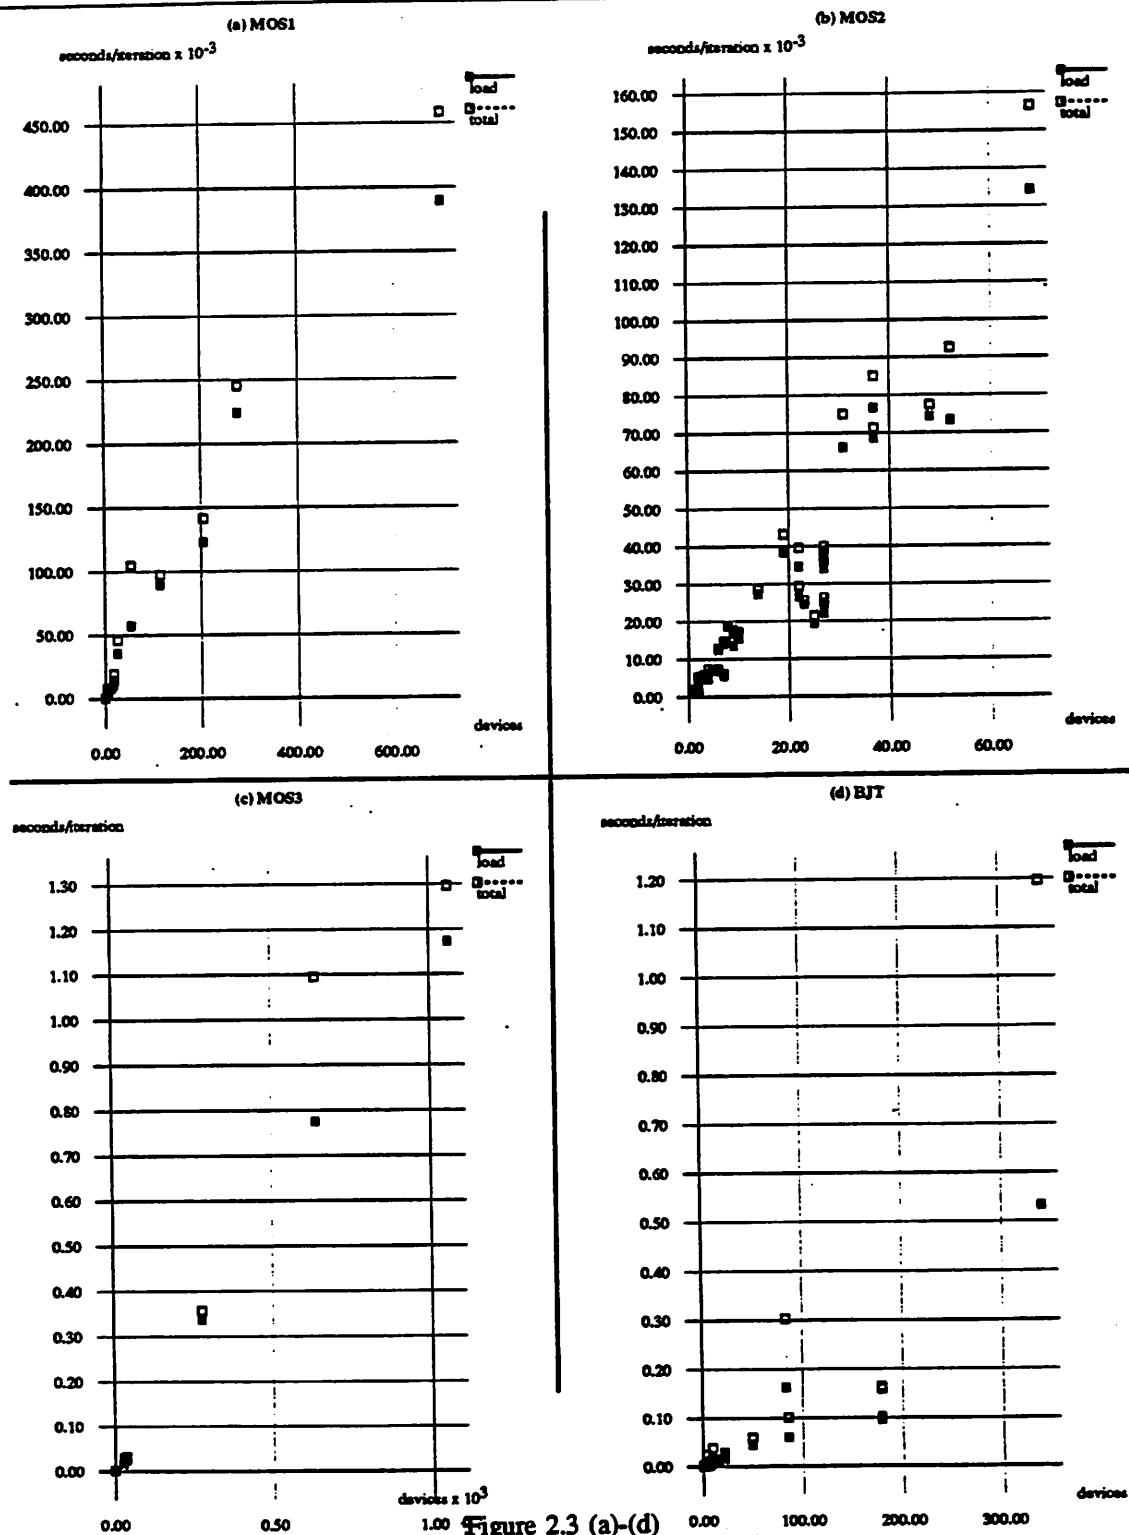 (a) MOS1
seconds/iteration x 10-3
load
total
450.00
400.00
350.00
300.00
250.00
200.00
150.00
100.00
50.00
0.00
devices
0.00 200.00 400.00 600.00
(b) MOS2
seconds/iteration x 10-3
load
total
160.00
150.00
140.00
130.00
120.00
110.00
100.00
90.00
80.00
70.00
60.00
50.00
40.00
30.00
20.00
10.00
0.00
devices
0.00 20.00 40.00 60.00
(c) MOS3
seconds/iteration
load
total
1.30
1.20
1.10
1.00
0.90
0.80
0.70
0.60
0.50
0.40
0.30
0.20
0.10
0.00
devices x 103
0.00 0.50 1.00
(d) BJT
seconds/iteration
load
total
1.20
1.10
1.00
0.90
0.80
0.70
0.60
0.50
0.40
0.30
0.20
0.10
0.00
devices
0.00 100.00 200.00 300.00
Figure 2.3 (a)-(d)